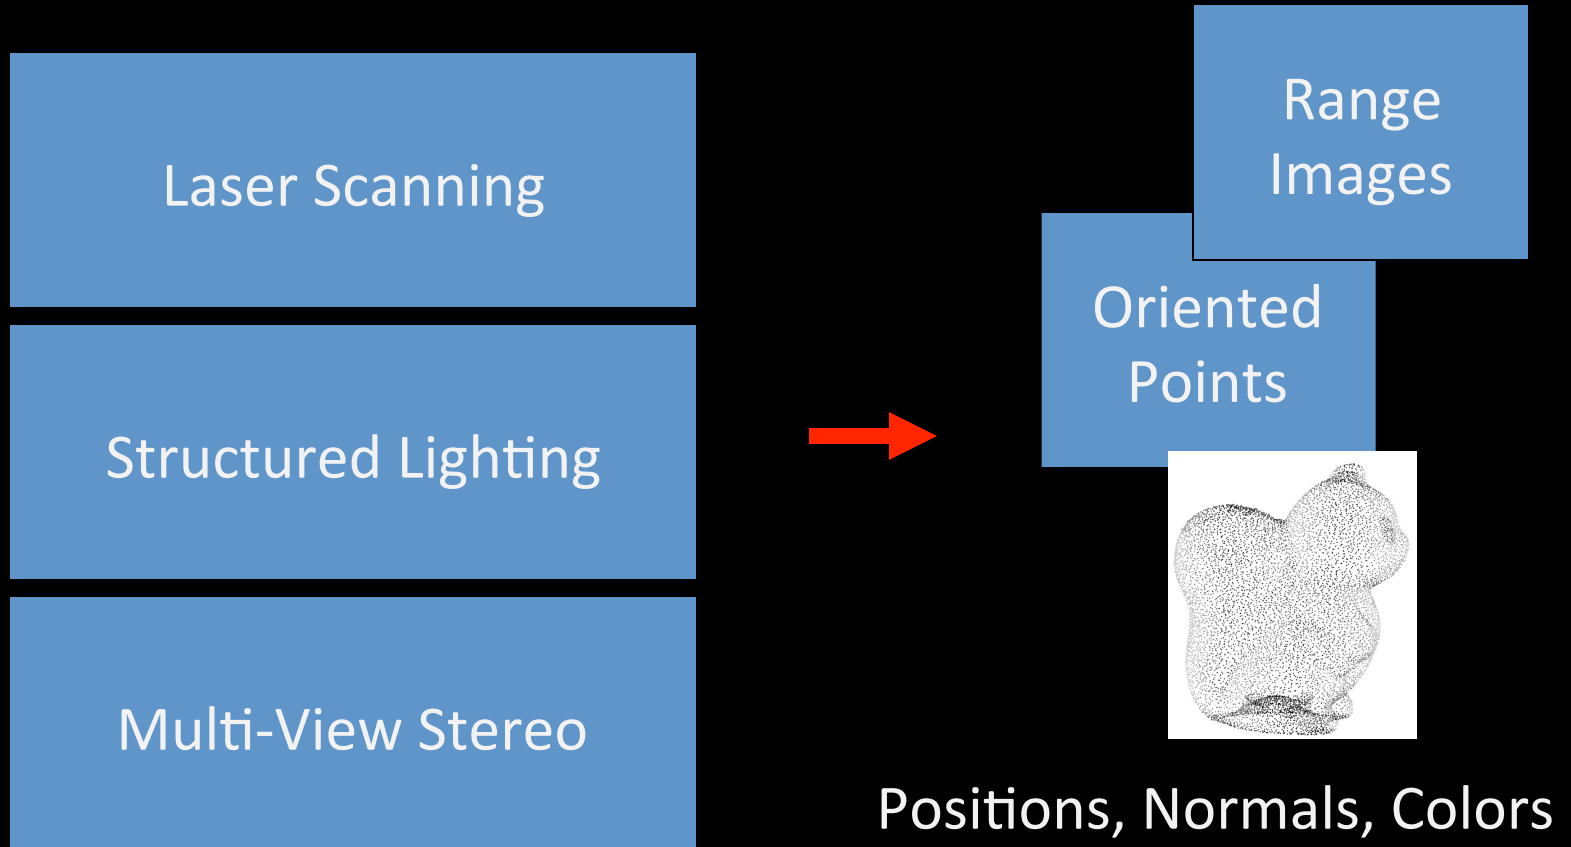 Laser Scanning
Structured Lighting
Multi-View Stereo
Range
Images
Oriented
Points
Positions, Normals, Colors